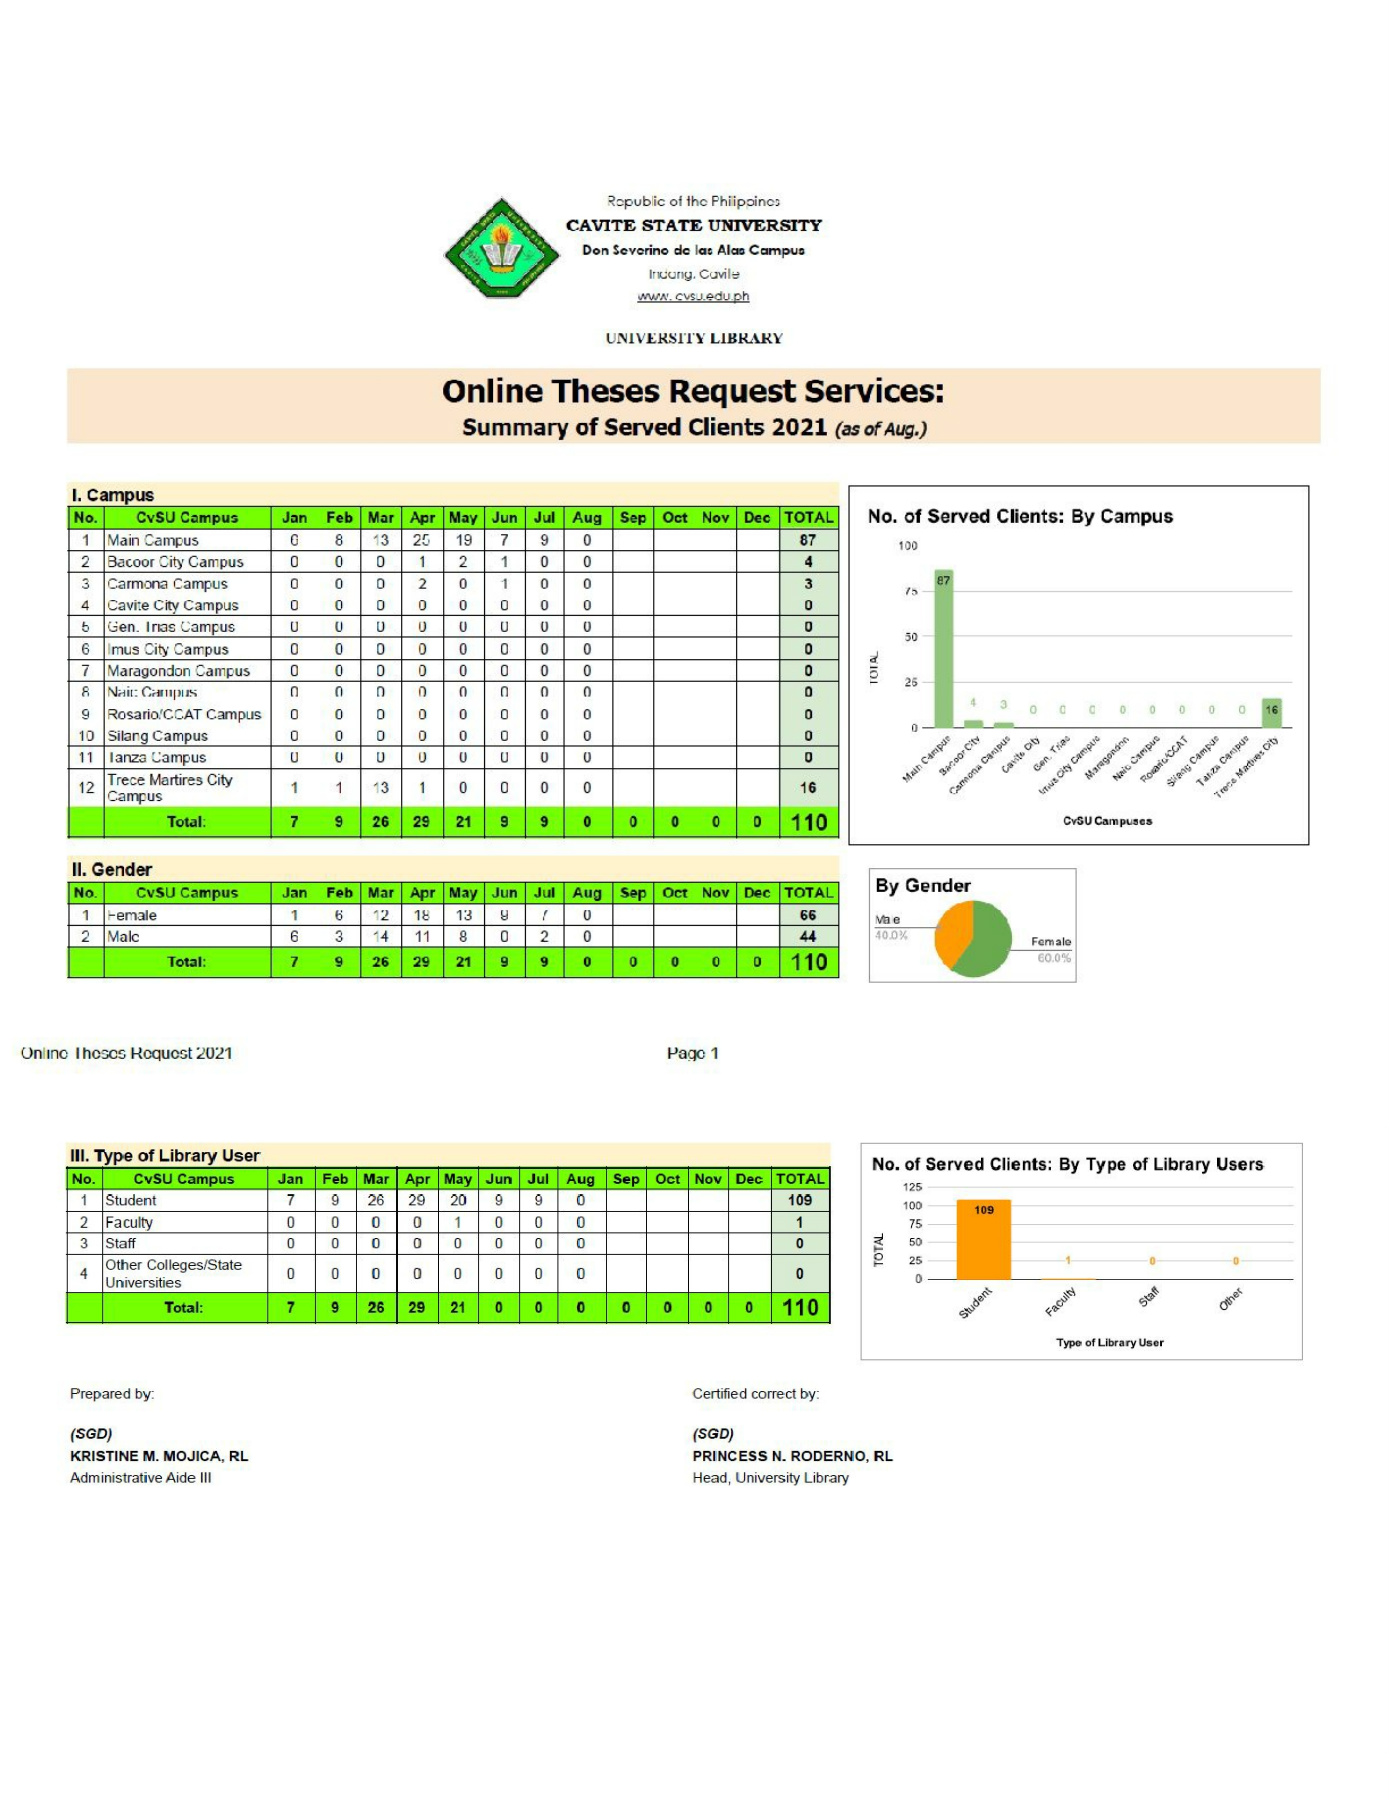 Republic of the Philippines
CAVITE STATE UNIVERSITY
Don Severino de las Alas Campus
Indang, Cavite
www.cvsu.edu.ph
UNIVERSITY LIBRARY
Online Theses Request Services:
Summary of Served Clients 2021 (as of Aug.)
I. Campus
No. CvSU Campus Jan Feb Mar Apr May Jun Jul Aug Sep Oct Nov Dec TOTAL
1 Main Campus 6 8 13 25 19 7 9 0 87
2 Bacoor City Campus 0 0 0 1 2 1 0 0 4
3 Carmona Campus 0 0 0 2 0 1 0 0 3
4 Cavite City Campus 0 0 0 0 0 0 0 0 0
5 Gen. Trias Campus 0 0 0 0 0 0 0 0 0
6 Imus City Campus 0 0 0 0 0 0 0 0 0
7 Maragondon Campus 0 0 0 0 0 0 0 0 0
8 Naic Campus 0 0 0 0 0 0 0 0 0
9 Rosario/CCAT Campus 0 0 0 0 0 0 0 0 0
10 Silang Campus 0 0 0 0 0 0 0 0 0
11 Tanza Campus 0 0 0 0 0 0 0 0 0
12 Trece Martires City
Campus 1 1 13 1 0 0 0 0 16
Total: 7 9 26 29 21 9 9 0 0 0 0 0 110
No. of Served Clients: By Campus
100
75
50
25
0
TOTAL
87 4 3 0 0 0 0 0 0 0 0 16
Main Campus
Bacoor City
Carmona Campus
Cavite City
Gen. Trias
Imus City Campus
Maragondon
Naic Campus
Rosario/CCAT
Silang Campus
Tanza Campus
Trece Martires City
CvSU Campuses
II. Gender
No. CvSU Campus Jan Feb Mar Apr May Jun Jul Aug Sep Oct Nov Dec TOTAL
1 Female 1 6 12 18 13 9 7 0 66
2 Male 6 3 14 11 8 0 2 0 44
Total: 7 9 26 29 21 9 9 0 0 0 0 0 110
By Gender
Male
40.0%
Female
60.0%
Online Theses Request 2021 Page 1
III. Type of Library User
No. CvSU Campus Jan Feb Mar Apr May Jun Jul Aug Sep Oct Nov Dec TOTAL
1 Student 7 9 26 29 20 9 9 0 109
2 Faculty 0 0 0 0 1 0 0 0 1
3 Staff 0 0 0 0 0 0 0 0 0
4 Other Colleges/State
Universities 0 0 0 0 0 0 0 0 0
Total: 7 9 26 29 21 0 0 0 0 0 0 0 110
No. of Served Clients: By Type of Library Users
125
100
75
50
25
0
TOTAL
109 1 0 0
Student
Faculty
Staff
Other
Type of Library User
Prepared by: Certified correct by:
(SGD) (SGD)
KRISTINE M. MOJICA, RL PRINCESS N. RODERNO, RL
Administrative Aide III Head, University Library